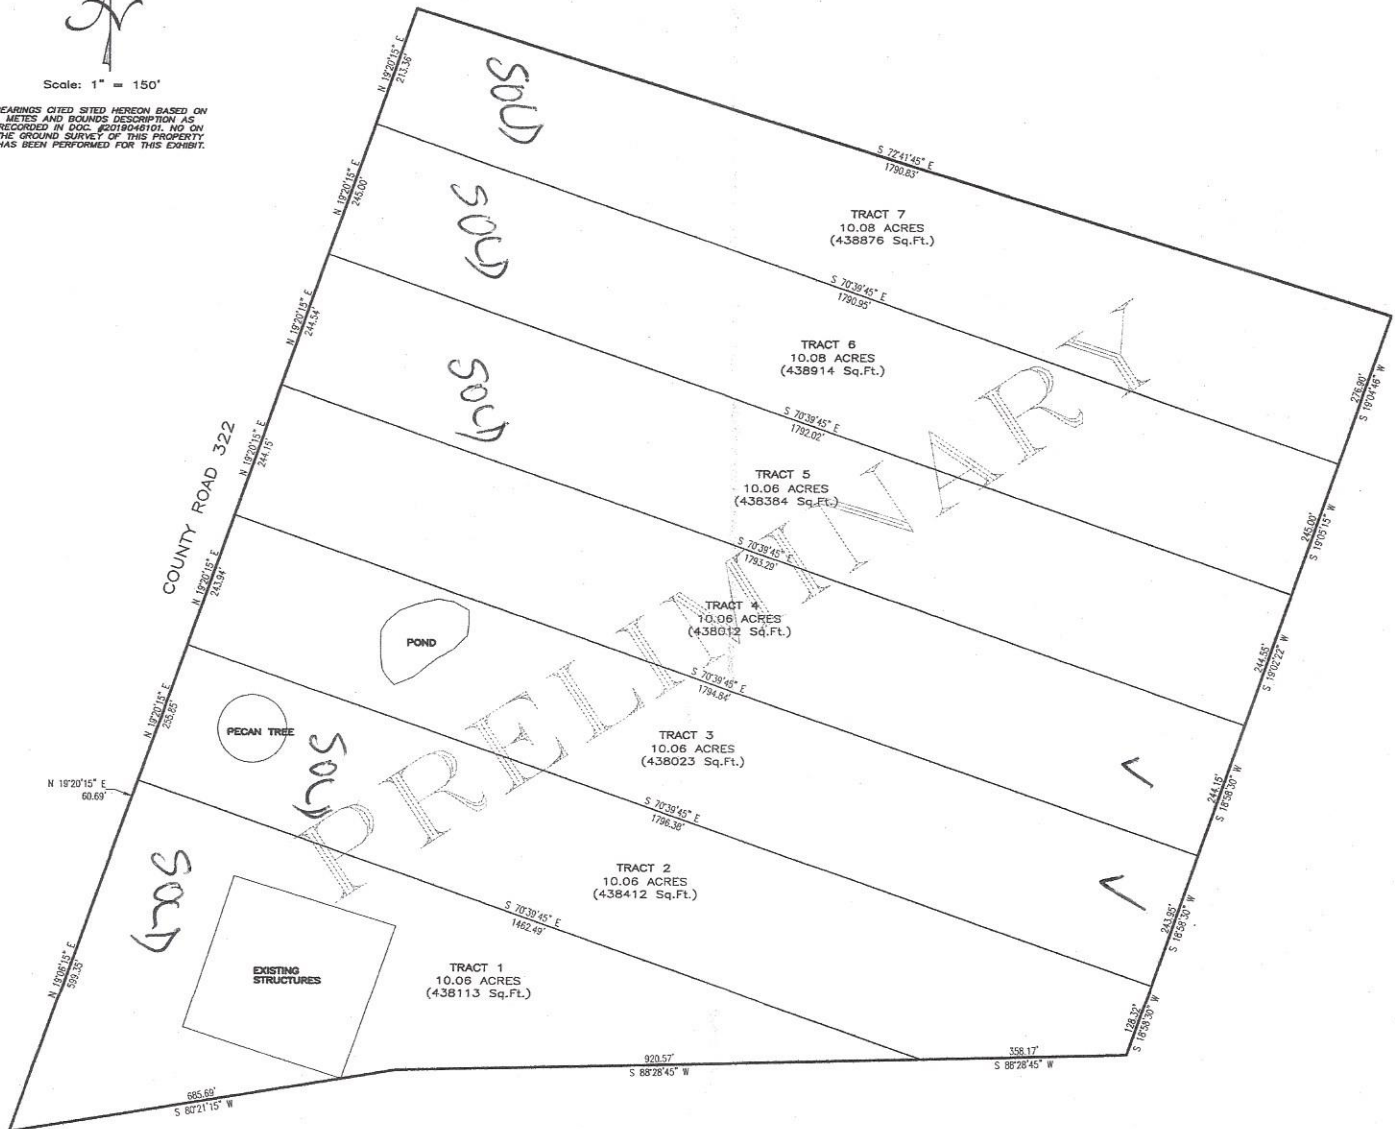 Scale: 1" = 150'
BEARINGS CITED SITED HEREON BASED ON
METES AND BOUNDS DESCRIPTION AS
RECORDED IN DOC. #2019046101. NO ON
THE GROUND SURVEY OF THIS PROPERTY
HAS BEEN PERFORMED FOR THIS EXHIBIT.
N 19°20'15" E
213.36'
SOLD
S 72°41'45" E
1790.83'
TRACT 7
10.08 ACRES
(438876 Sq.Ft.)
276.90'
S 19°04'46" W
N 19°20'15" E
245.00'
SOLD
S 70°39'45" E
1790.95'
TRACT 6
10.08 ACRES
(438914 Sq.Ft.)
245.00'
S 19°05'15" W
N 19°20'15" E
244.54'
SOLD
S 70°39'45" E
1792.02'
TRACT 5
10.06 ACRES
(438384 Sq.Ft.)
244.55'
S 19°02'22" W
COUNTY ROAD 322
N 19°20'15" E
244.15'
S 70°39'45" E
1793.29'
TRACT 4
10.06 ACRES
(438012 Sq.Ft.)
244.15'
S 18°58'30" W
N 19°20'15" E
243.94'
POND
S 70°39'45" E
1794.84'
TRACT 3
10.06 ACRES
(438023 Sq.Ft.)
243.95'
S 18°58'30" W
N 19°20'15" E
255.85'
PECAN TREE
SOLD
S 70°39'45" E
1796.38'
TRACT 2
10.06 ACRES
(438412 Sq.Ft.)
128.32'
S 18°58'30" W
N 19°20'15" E
60.69'
SOLD
S 70°39'45" E
1462.49'
EXISTING
STRUCTURES
TRACT 1
10.06 ACRES
(438113 Sq.Ft.)
N 19°06'15" E
599.35'
685.69'
S 80°21'15" W
920.57'
S 88°28'45" W
358.17'
S 88°28'45" W
PRELIMINARY